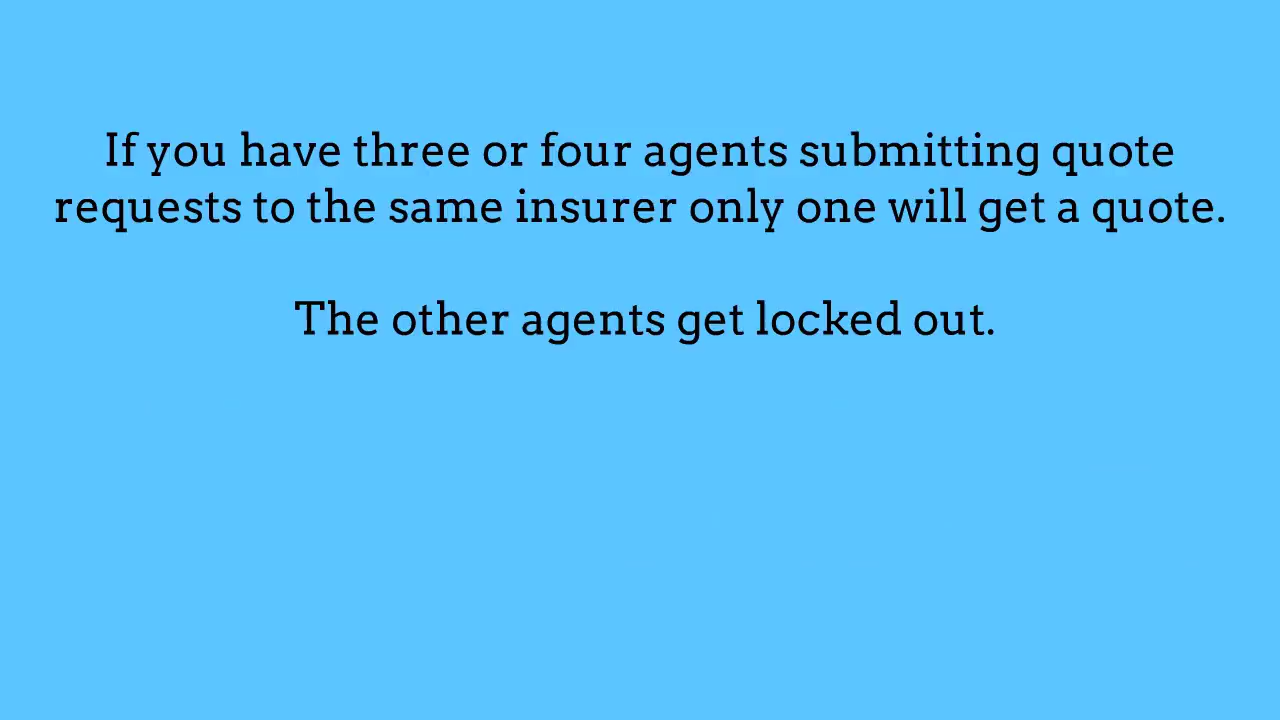 If you have three or four agents submitting quote
requests to the same insurer only one will get a quote.
The other agents get locked out.